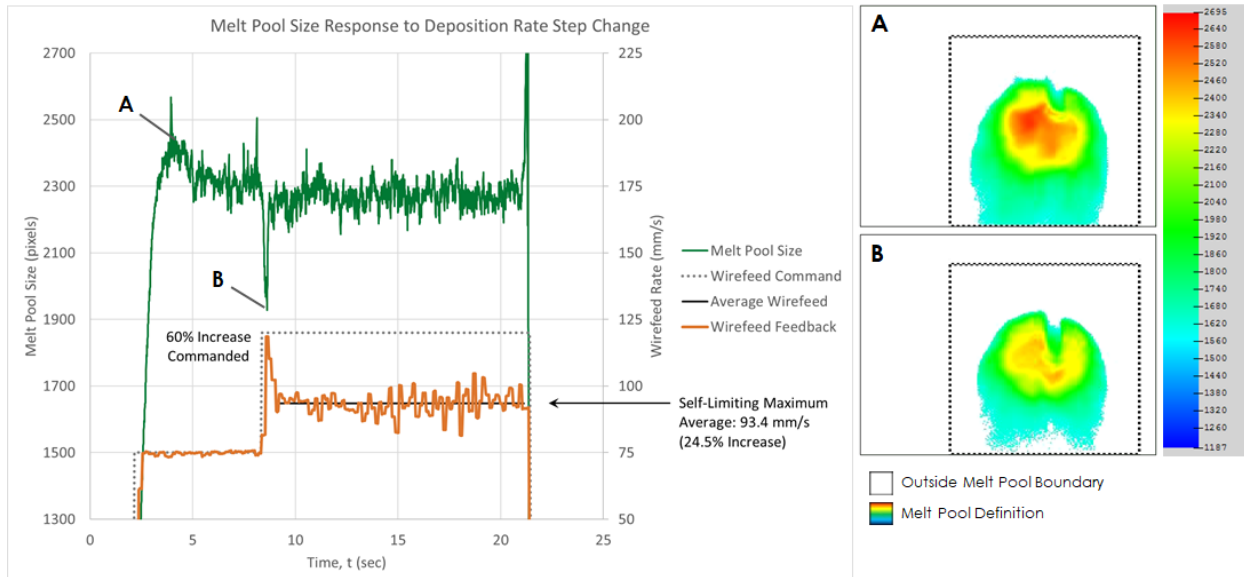 Melt Pool Size Response to Deposition Rate Step Change
2700
2500
2300
2100
1900
1700
1500
1300
Melt Pool Size (pixels)
225
200
175
150
125
100
75
50
Wirefeed Rate (mm/s)
0
5
10
15
20
25
Time, t (sec)
A
B
60% Increase
Commanded
Melt Pool Size
Wirefeed Command
Average Wirefeed
Wirefeed Feedback
Self-Limiting Maximum
Average: 93.4 mm/s
(24.5% Increase)
A
B
Outside Melt Pool Boundary
Melt Pool Definition
2695
2640
2580
2520
2460
2400
2340
2280
2220
2160
2100
2040
1980
1920
1860
1800
1740
1680
1620
1560
1500
1440
1380
1320
1260
1187